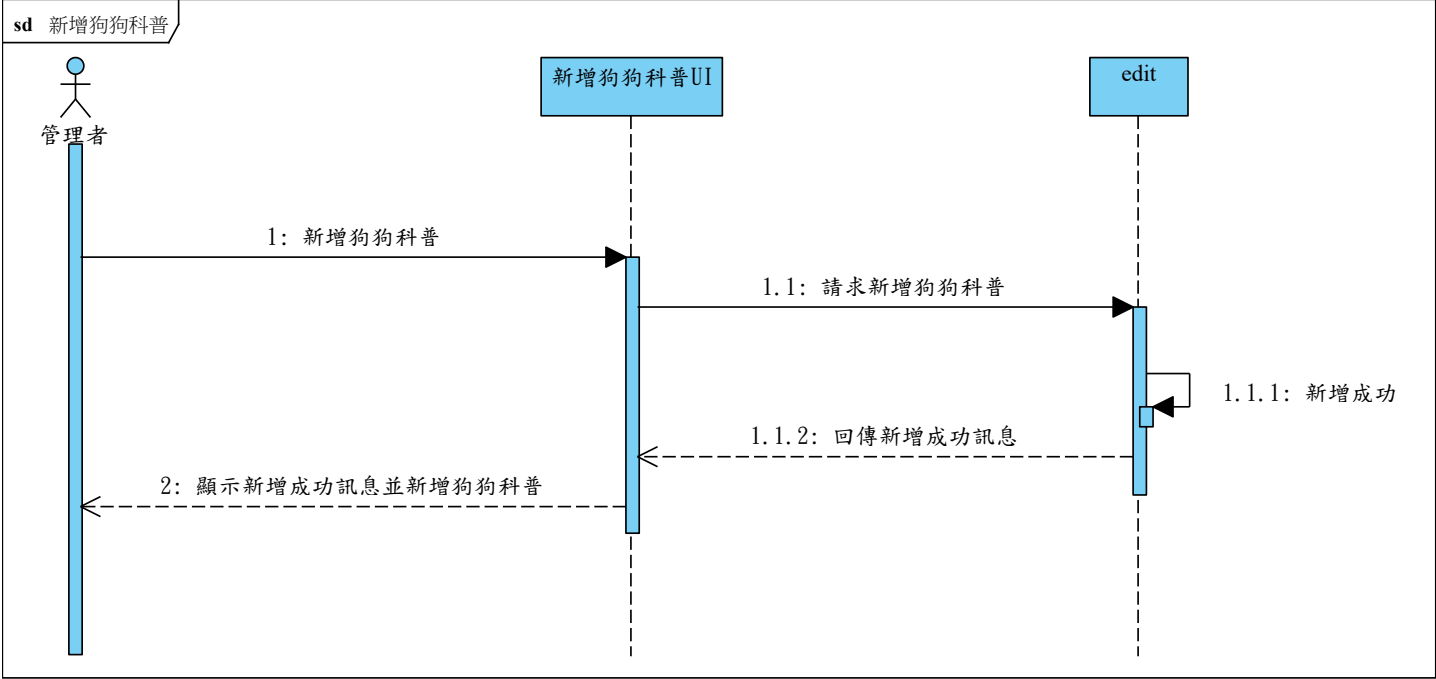 sd 新增狗狗科普
管理者
新增狗狗科普UI
edit
1: 新增狗狗科普
1.1: 請求新增狗狗科普
1.1.1: 新增成功
1.1.2: 回傳新增成功訊息
2: 顯示新增成功訊息並新增狗狗科普